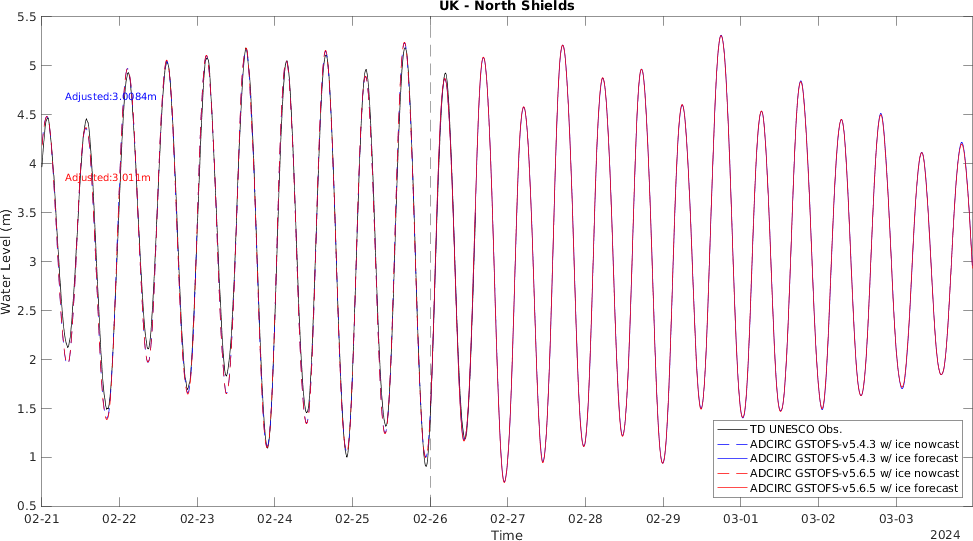 UK - North Shields
5.5
5
4.5
4
3.5
3
2.5
2
1.5
1
0.5
Water Level (m)
Adjusted:3.0084m
Adjusted:3.011m
TD UNESCO Obs.
ADCIRC GSTOFS-v5.4.3 w/ ice nowcast
ADCIRC GSTOFS-v5.4.3 w/ ice forecast
ADCIRC GSTOFS-v5.6.5 w/ ice nowcast
ADCIRC GSTOFS-v5.6.5 w/ ice forecast
02-21 02-22 02-23 02-24 02-25 02-26 02-27 02-28 02-29 03-01 03-02 03-03
Time
2024